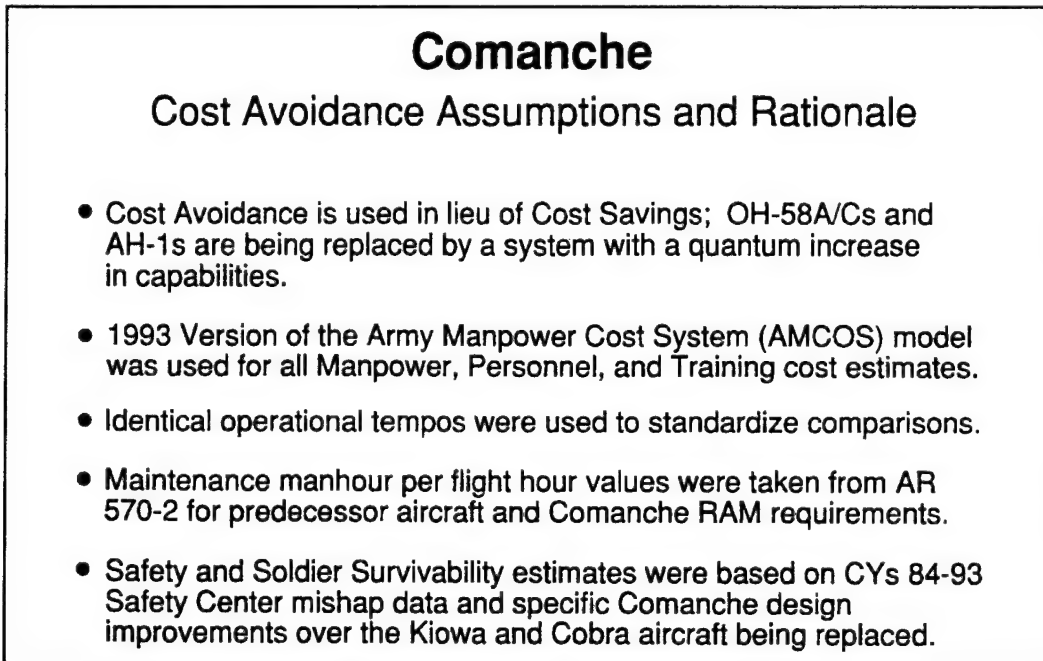 Comanche
Cost Avoidance Assumptions and Rationale
• Cost Avoidance is used in lieu of Cost Savings; OH-58A/Cs and
AH-1s are being replaced by a system with a quantum increase
in capabilities.
• 1993 Version of the Army Manpower Cost System (AMCOS) model
was used for all Manpower, Personnel, and Training cost estimates.
• Identical operational tempos were used to standardize comparisons.
• Maintenance manhour per flight hour values were taken from AR
570-2 for predecessor aircraft and Comanche RAM requirements.
• Safety and Soldier Survivability estimates were based on CYs 84-93
Safety Center mishap data and specific Comanche design
improvements over the Kiowa and Cobra aircraft being replaced.